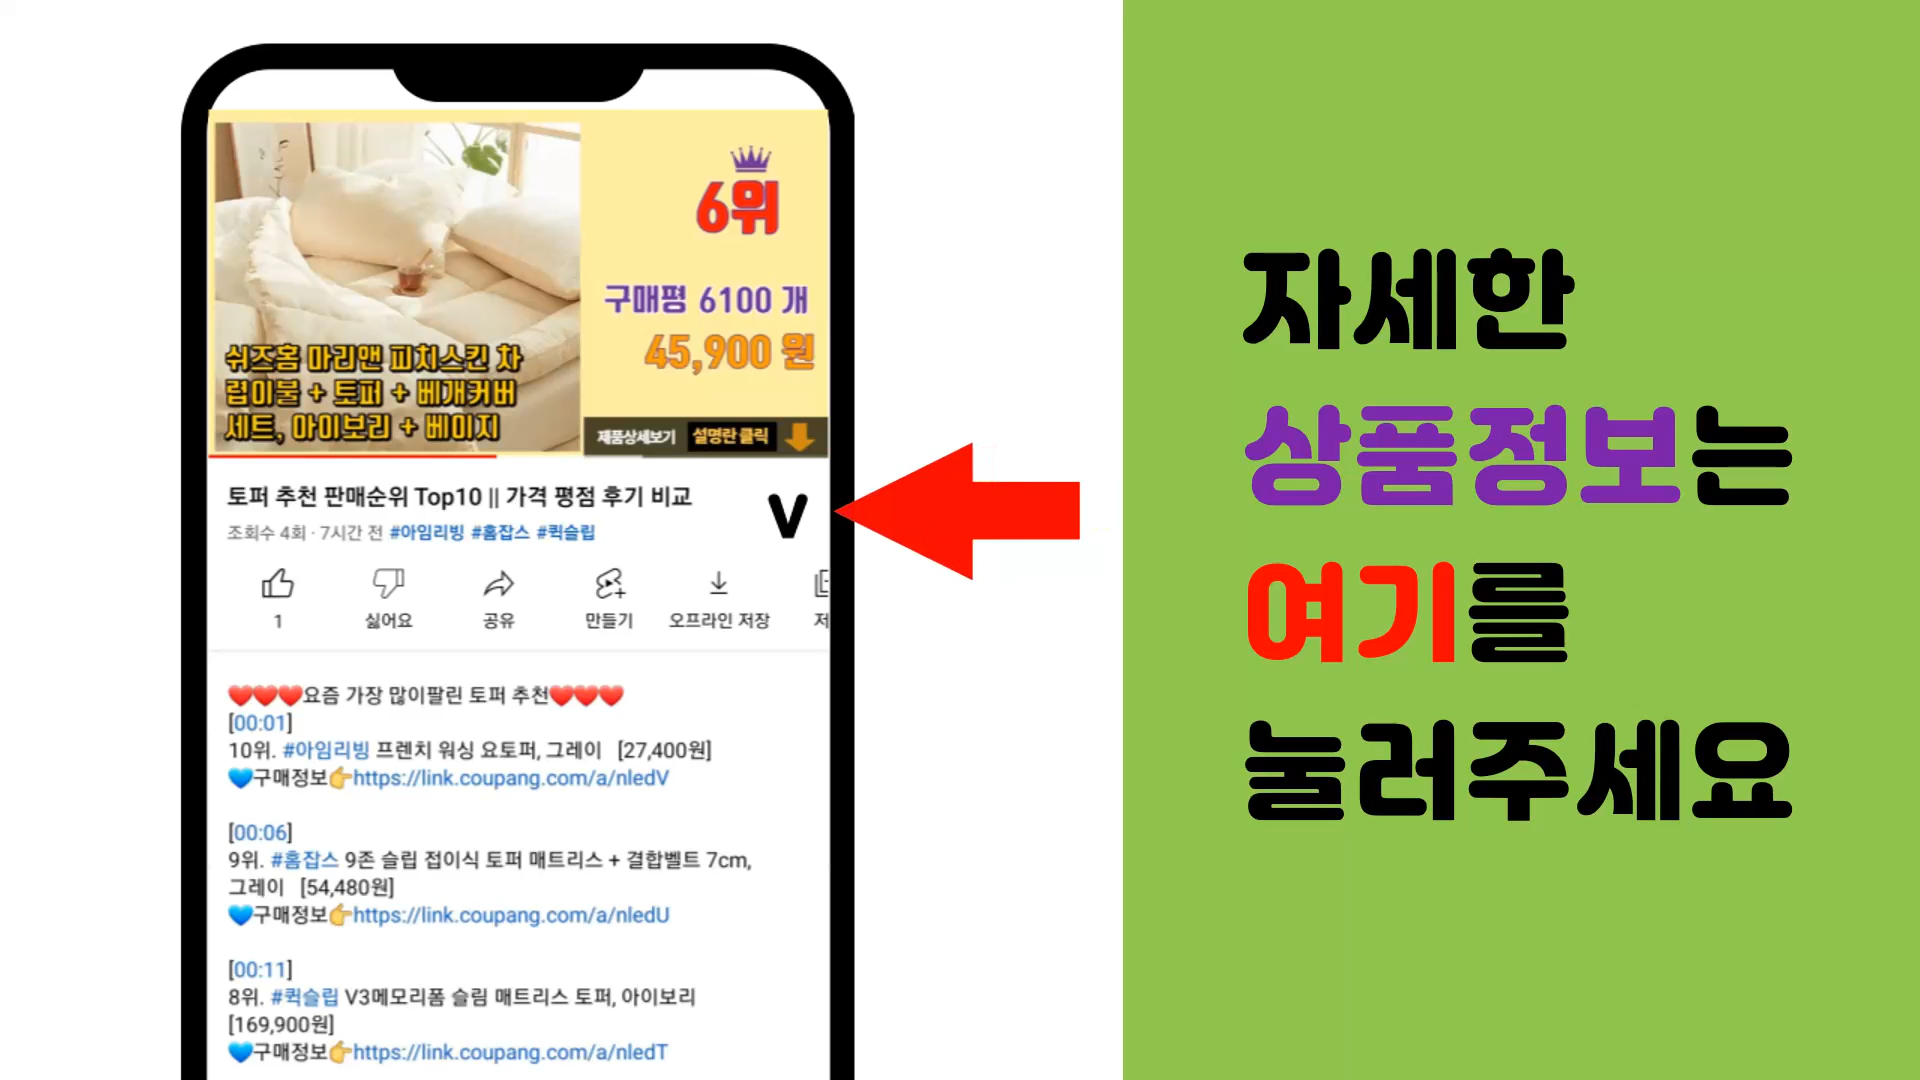 6위
구매평 6100 개
45,900 원
쉬즈홈 마리앤 피치스킨 차
렵이불 + 토퍼 + 베개커버
세트, 아이보리 + 베이지
제품상세보기 설명란 클릭
토퍼 추천 판매순위 Top10 || 가격 평점 후기 비교
V
조회수 4회 · 7시간 전 #아임리빙 #홈잡스 #퀵슬립
1 싫어요 공유 만들기 오프라인 저장 저
❤️❤️❤️요즘 가장 많이팔린 토퍼 추천❤️❤️❤️
[00:01]
10위. #아임리빙 프렌치 워싱 요토퍼, 그레이 [27,400원]
💙구매정보👉https://link.coupang.com/a/nledV
[00:06]
9위. #홈잡스 9존 슬립 접이식 토퍼 매트리스 + 결합벨트 7cm,
그레이 [54,480원]
💙구매정보👉https://link.coupang.com/a/nledU
[00:11]
8위. #퀵슬립 V3메모리폼 슬림 매트리스 토퍼, 아이보리
[169,900원]
💙구매정보👉https://link.coupang.com/a/nledT
자세한
상품정보는
여기를
눌러주세요